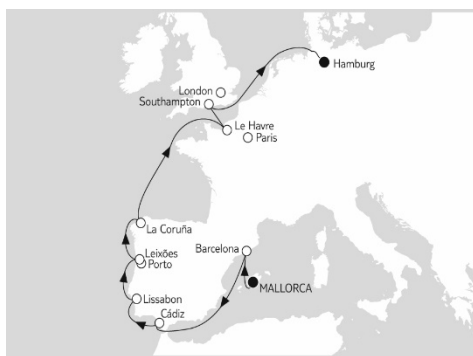 Hamburg
London
Southampton
Le Havre
Paris
La Coruña
Leixões
Porto
Barcelona
MALLORCA
Lissabon
Cádiz